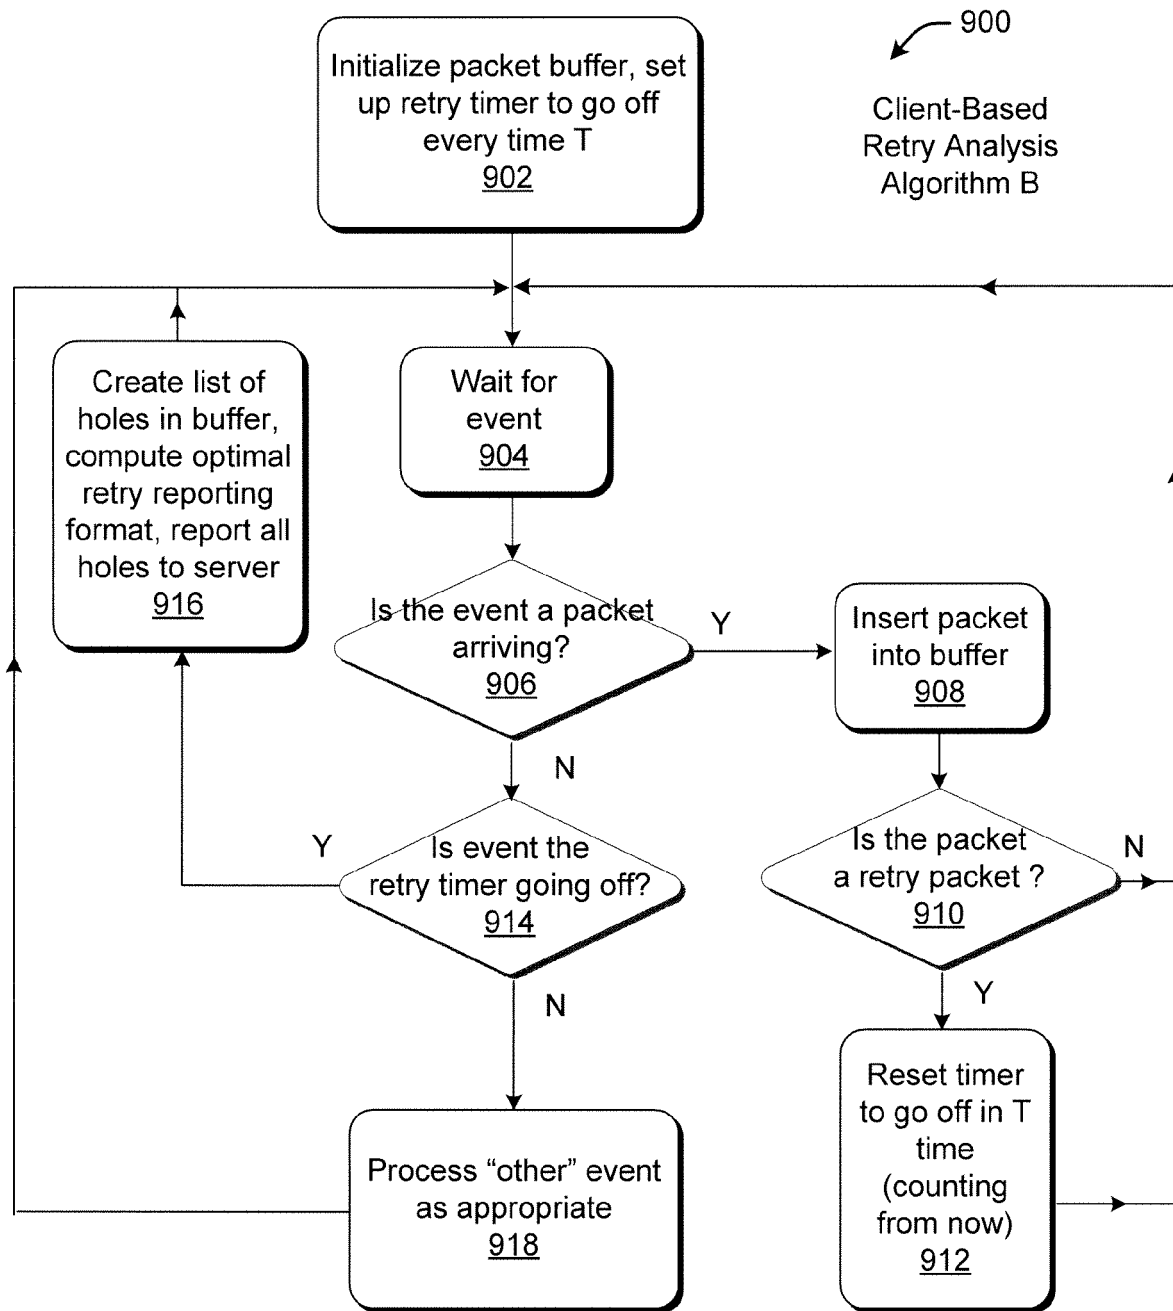 900
Client-Based
Retry Analysis
Algorithm B
Initialize packet buffer, set
up retry timer to go off
every time T
902
Wait for
event
904
Create list of
holes in buffer,
compute optimal
retry reporting
format, report all
holes to server
916
Is the event a packet
arriving?
906
Y
N
Insert packet
into buffer
908
Is event the
retry timer going off?
914
Y
N
Is the packet
a retry packet ?
910
N
Y
Process “other” event
as appropriate
918
Reset timer
to go off in T
time
(counting
from now)
912